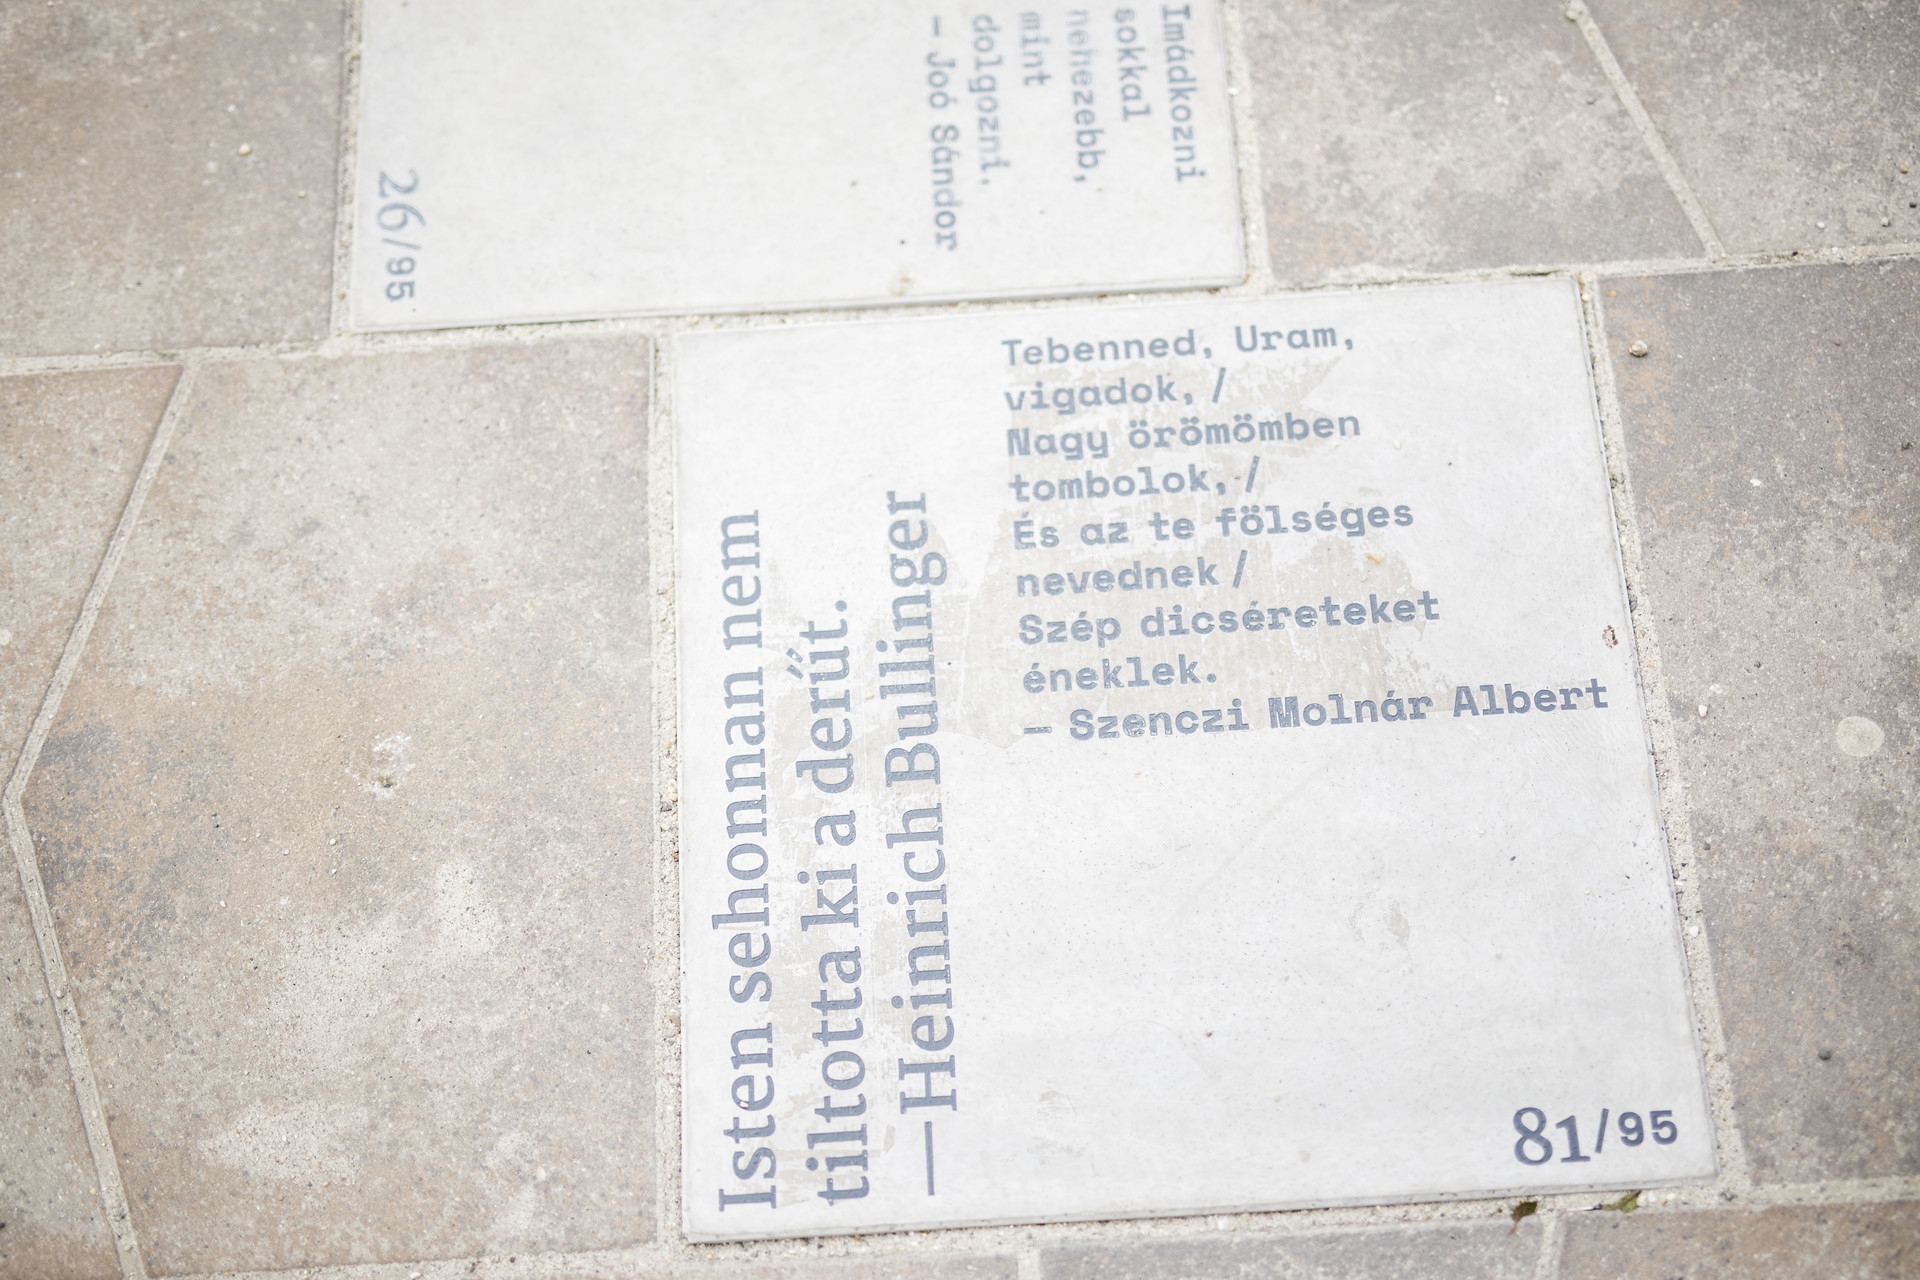 Imádkozni
sokkal
nehezebb,
mint
dolgozni.
– Joó Sándor
26/95
Tebenned, Uram,
vigadok, /
Nagy örömömben
tombolok, /
És az te fölséges
nevednek /
Szép dicséreteket
éneklek.
– Szenczi Molnár Albert
Isten sehonnan nem
tiltotta ki a derűt.
— Heinrich Bullinger
81/95